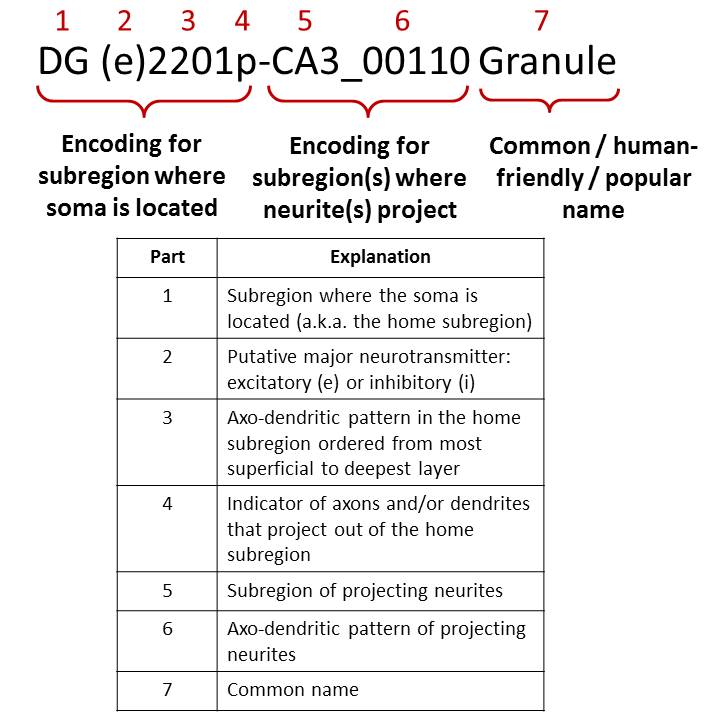 1 2 3 4 5 6 7
DG (e)2201p-CA3_00110 Granule
Encoding for
subregion where
soma is located
Encoding for
subregion(s) where
neurite(s) project
Common / human-
friendly / popular
name
Part Explanation
1 Subregion where the soma is
located (a.k.a. the home subregion)
2 Putative major neurotransmitter:
excitatory (e) or inhibitory (i)
3 Axo-dendritic pattern in the home
subregion ordered from most
superficial to deepest layer
4 Indicator of axons and/or dendrites
that project out of the home
subregion
5 Subregion of projecting neurites
6 Axo-dendritic pattern of projecting
neurites
7 Common name